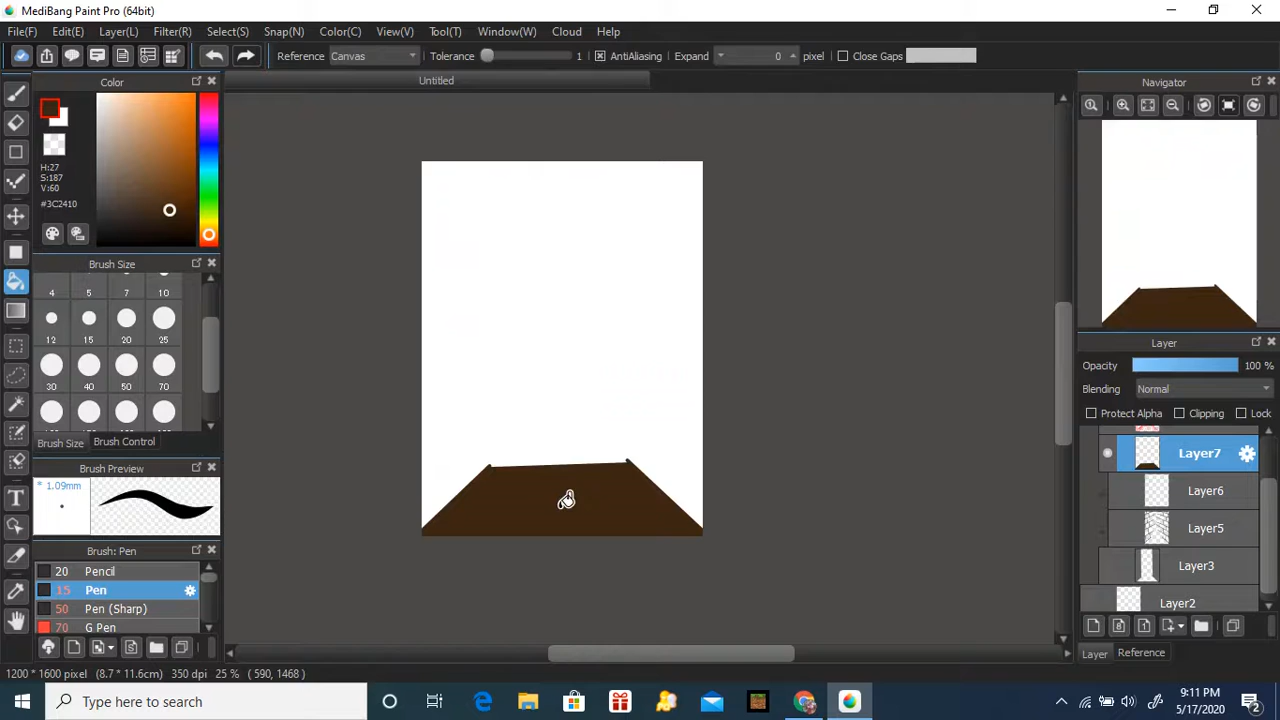 MediBang Paint Pro (64bit)
File(F) Edit(E) Layer(L) Filter(R) Select(S) Snap(N) Color(C) View(V) Tool(T) Window(W) Cloud Help
Reference Canvas Tolerance 1 AntiAliasing Expand 0 pixel Close Gaps
Color
Untitled
Navigator
H:27
S:187
V:60
#3C2410
Brush Size
4 5 7 10
12 15 20 25
30 40 50 70
Brush Size Brush Control
Brush Preview
* 1.09mm
Brush: Pen
20 Pencil
15 Pen
50 Pen (Sharp)
70 G Pen
Layer
Opacity 100 %
Blending Normal
Protect Alpha Clipping Lock
Layer7
Layer6
Layer5
Layer3
Layer2
Layer Reference
1200 * 1600 pixel (8.7 * 11.6cm) 350 dpi 25 % ( 590, 1468 )
Type here to search
9:11 PM
5/17/2020
2